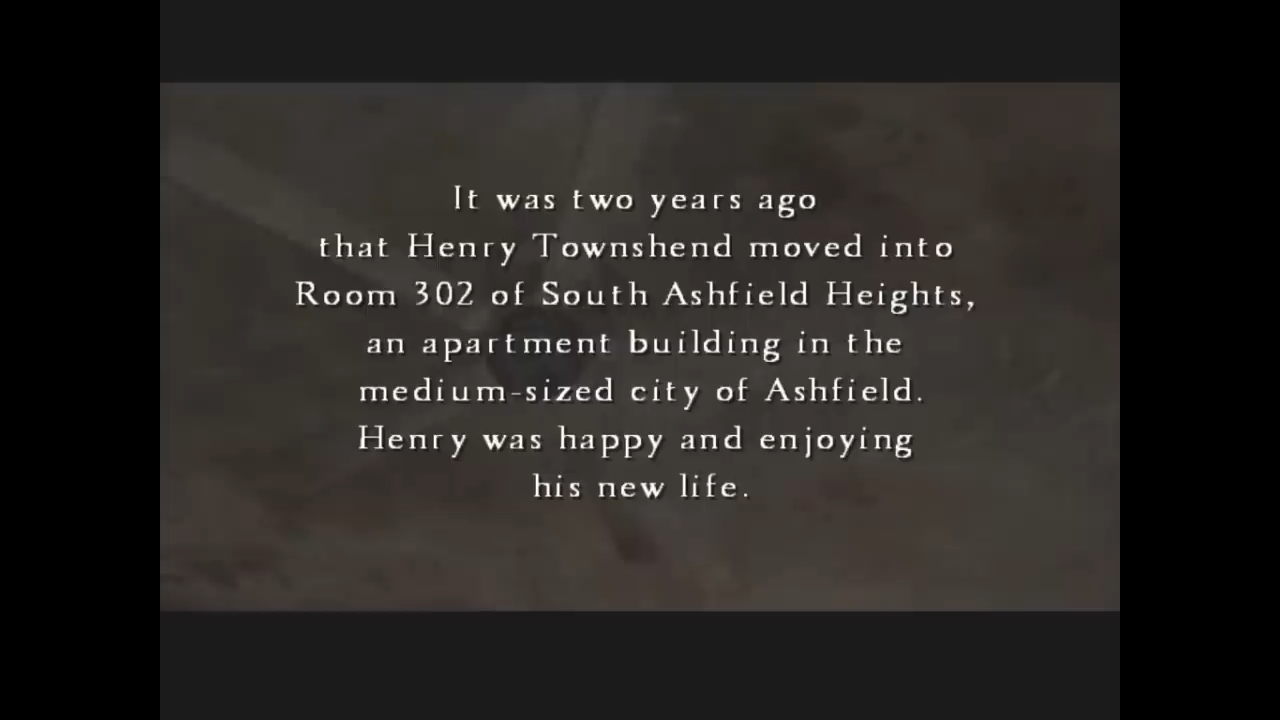 It was two years ago
that Henry Townshend moved into
Room 302 of South Ashfield Heights,
an apartment building in the
medium-sized city of Ashfield.
Henry was happy and enjoying
his new life.